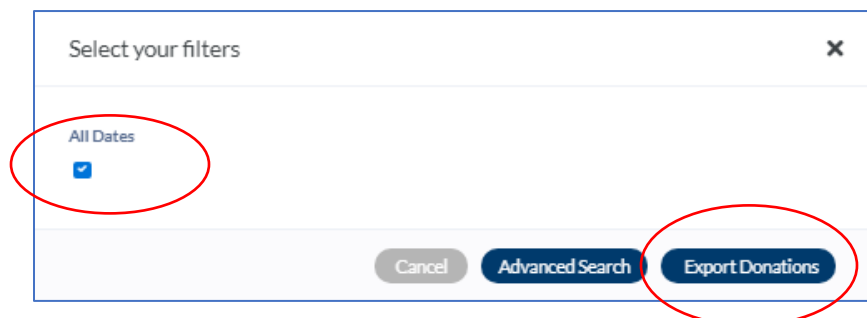 Select your filters
All Dates
Cancel Advanced Search Export Donations